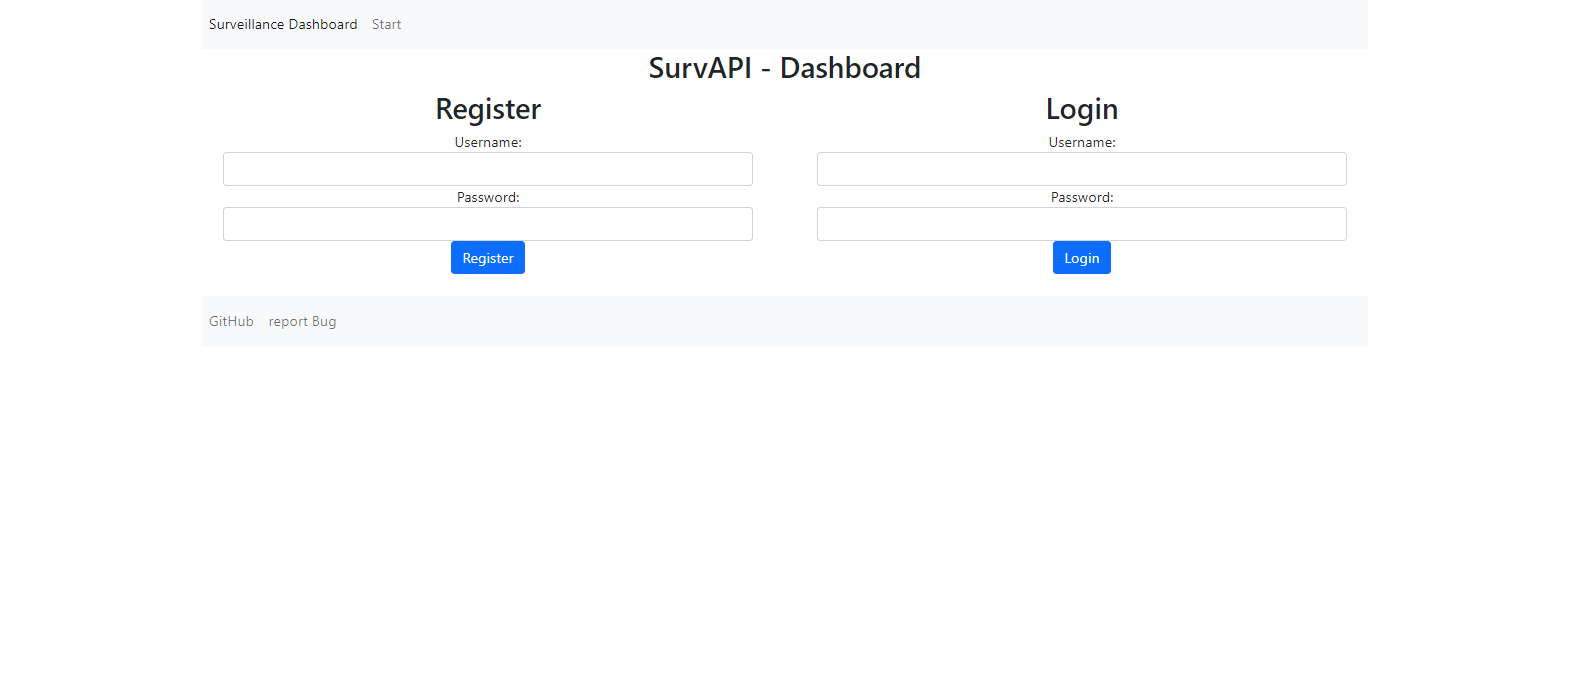 Surveillance Dashboard Start
SurvAPI - Dashboard
Register
Username:
Password:
Register
Login
Username:
Password:
Login
GitHub report Bug